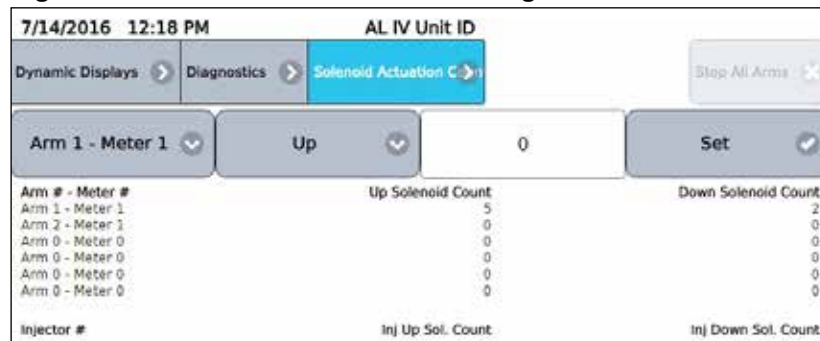 7/14/2016 12:18 PM AL IV Unit ID
Dynamic Displays Diagnostics Solenoid Actuation Stop All Arms
Arm 1 - Meter 1 Up 0 Set
Arm # - Meter # Up Solenoid Count Down Solenoid Count
Arm 1 - Meter 1 5 2
Arm 2 - Meter 1 0 0
Arm 0 - Meter 0 0 0
Arm 0 - Meter 0 0 0
Arm 0 - Meter 0 0 0
Arm 0 - Meter 0 0 0
Injector # Inj Up Sol. Count Inj Down Sol. Count